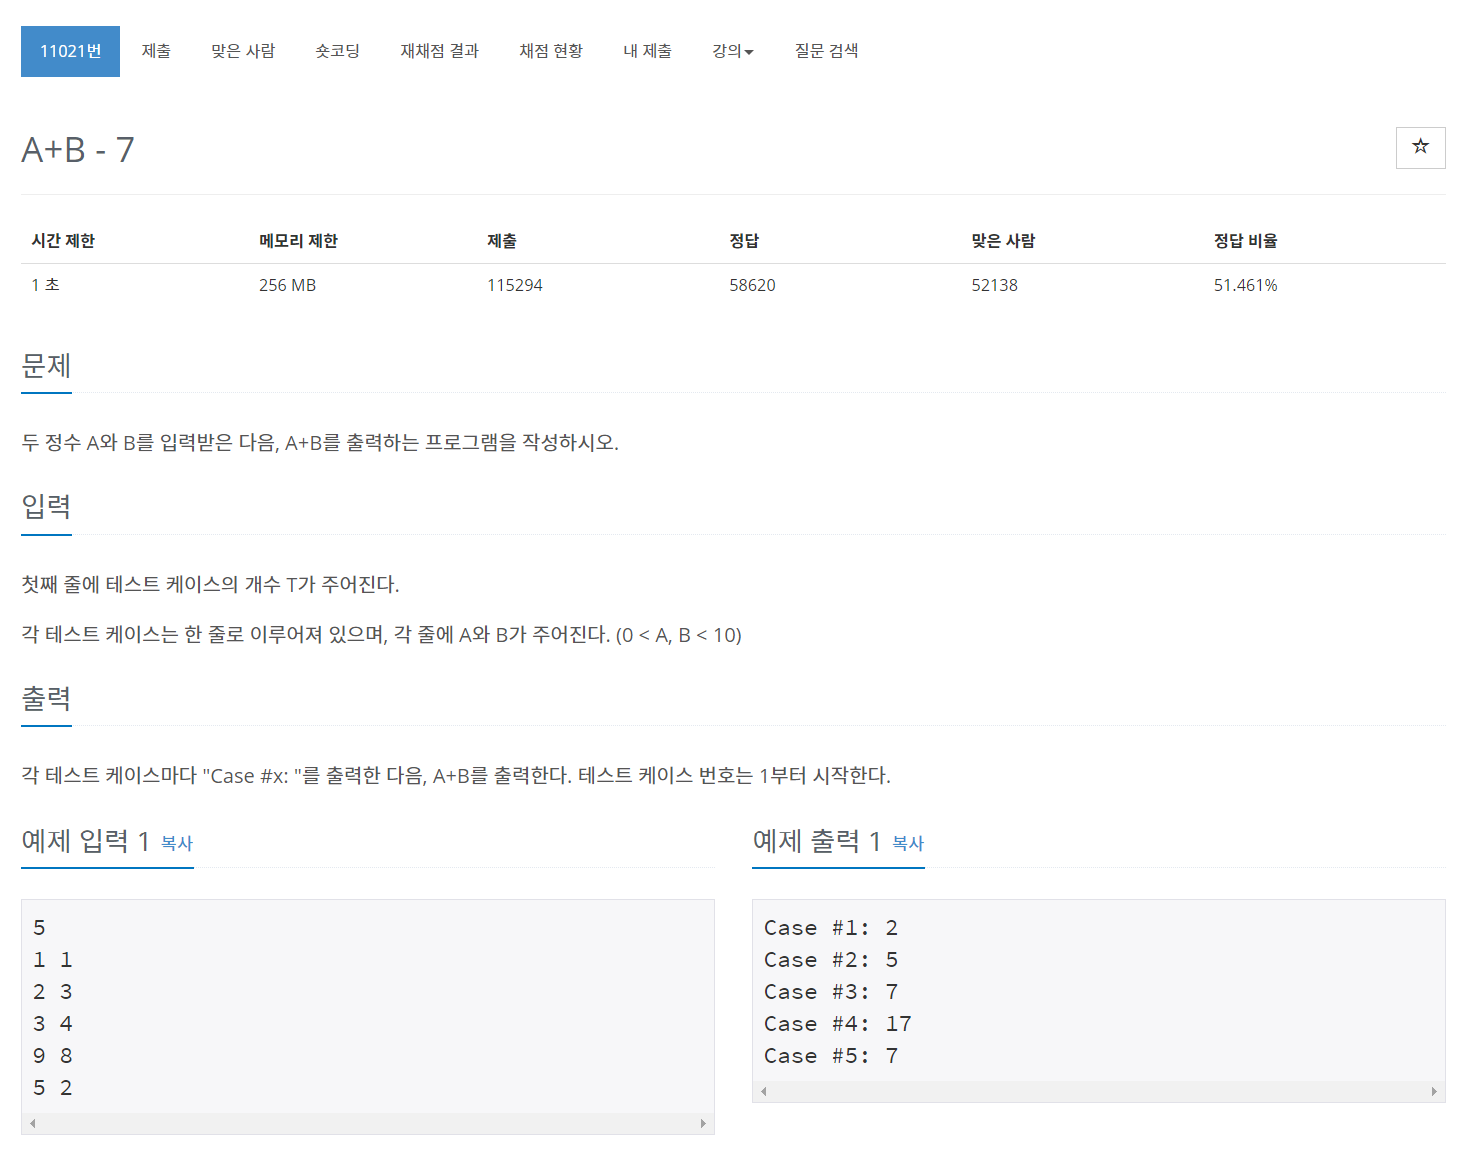 11021번 제출 맞은 사람 숏코딩 재채점 결과 채점 현황 내 제출 강의 질문 검색
A+B - 7
시간 제한 메모리 제한 제출 정답 맞은 사람 정답 비율
1 초 256 MB 115294 58620 52138 51.461%
문제
두 정수 A와 B를 입력받은 다음, A+B를 출력하는 프로그램을 작성하시오.
입력
첫째 줄에 테스트 케이스의 개수 T가 주어진다.
각 테스트 케이스는 한 줄로 이루어져 있으며, 각 줄에 A와 B가 주어진다. (0 < A, B < 10)
출력
각 테스트 케이스마다 "Case #x: "를 출력한 다음, A+B를 출력한다. 테스트 케이스 번호는 1부터 시작한다.
예제 입력 1 복사
5
1 1
2 3
3 4
9 8
5 2
예제 출력 1 복사
Case #1: 2
Case #2: 5
Case #3: 7
Case #4: 17
Case #5: 7